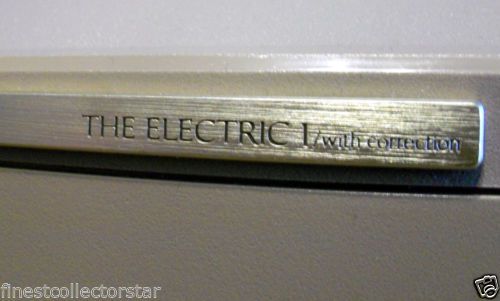 THE ELECTRIC I/with correction
finestcollectorstar